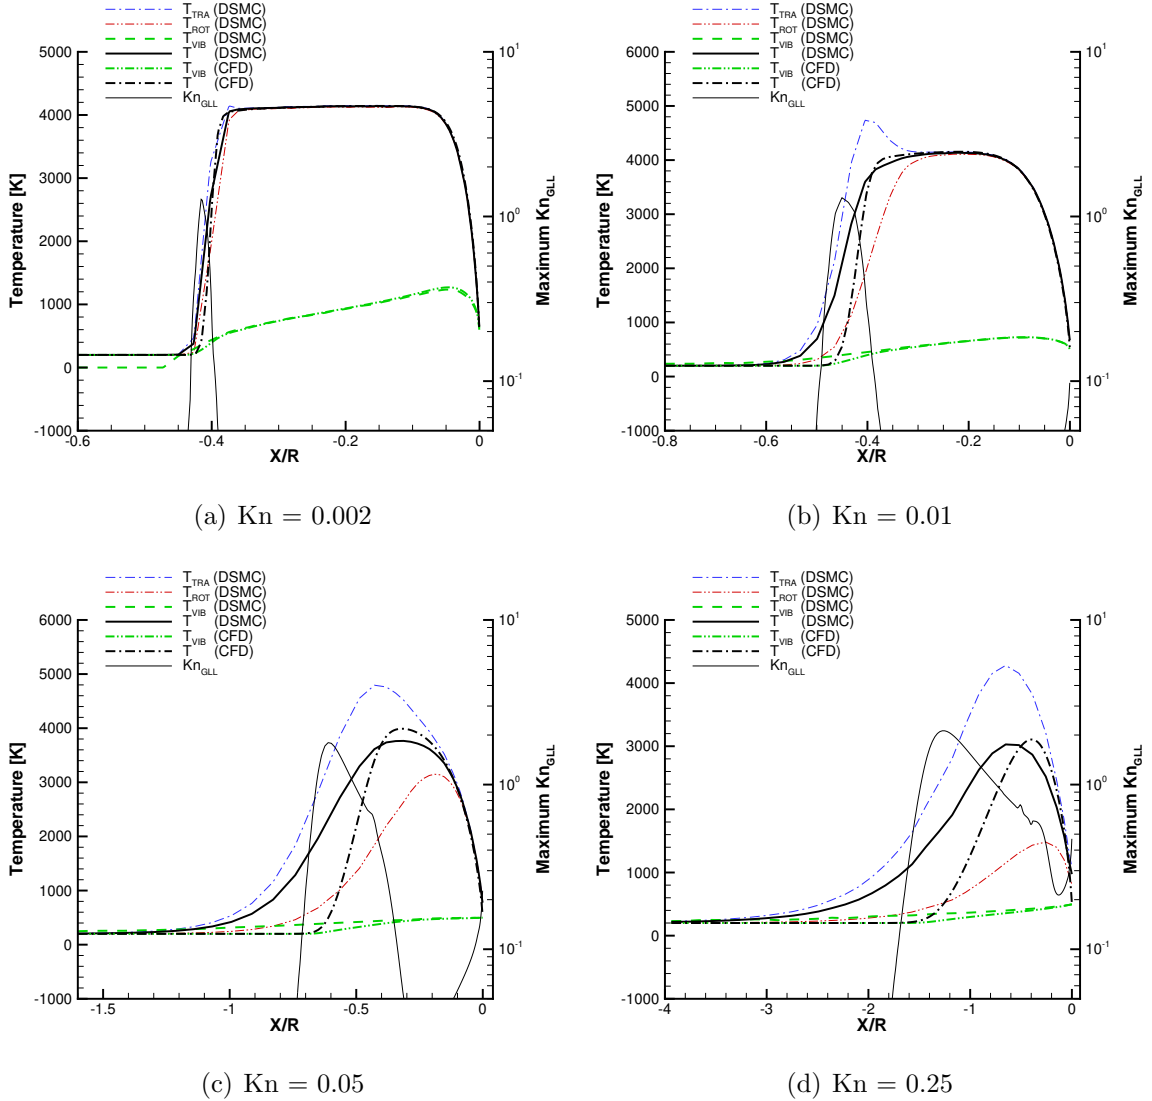 T_TRA (DSMC)
T_ROT (DSMC)
T_VIB (DSMC)
T (DSMC)
T_VIB (CFD)
T (CFD)
Kn_GLL
Temperature [K]
5000
4000
3000
2000
1000
0
-1000
-0.6
-0.4
-0.2
0
X/R
10^1
10^0
10^-1
Maximum Kn_GLL
(a) Kn = 0.002
T_TRA (DSMC)
T_ROT (DSMC)
T_VIB (DSMC)
T (DSMC)
T_VIB (CFD)
T (CFD)
Kn_GLL
Temperature [K]
6000
5000
4000
3000
2000
1000
0
-1000
-0.8
-0.6
-0.4
-0.2
0
X/R
10^1
10^0
10^-1
Maximum Kn_GLL
(b) Kn = 0.01
T_TRA (DSMC)
T_ROT (DSMC)
T_VIB (DSMC)
T (DSMC)
T_VIB (CFD)
T (CFD)
Kn_GLL
Temperature [K]
6000
5000
4000
3000
2000
1000
0
-1000
-1.5
-1
-0.5
0
X/R
10^1
10^0
10^-1
Maximum Kn_GLL
(c) Kn = 0.05
T_TRA (DSMC)
T_ROT (DSMC)
T_VIB (DSMC)
T (DSMC)
T_VIB (CFD)
T (CFD)
Kn_GLL
Temperature [K]
5000
4000
3000
2000
1000
0
-1000
-4
-3
-2
-1
0
X/R
10^1
10^0
10^-1
Maximum Kn_GLL
(d) Kn = 0.25